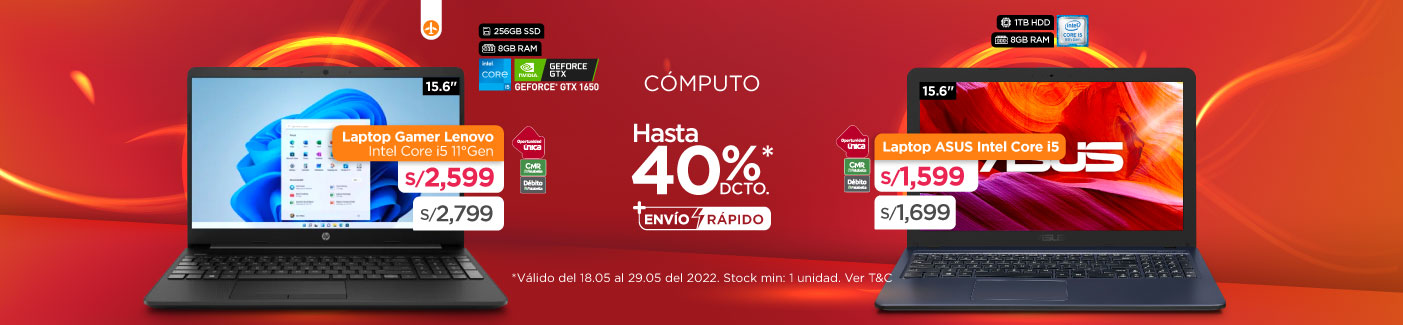 256GB SSD
8GB RAM
intel
CORE
i5
NVIDIA
GEFORCE
GTX
GEFORCE® GTX 1650
15.6"
Laptop Gamer Lenovo
Intel Core i5 11°Gen
S/2,599
S/2,799
Oportunidad
única
CMR
Débito
hp
CÓMPUTO
Hasta
40%*
DCTO.
+
ENVÍO RÁPIDO
*Válido del 18.05 al 29.05 del 2022. Stock min: 1 unidad. Ver T&C
1TB HDD
8GB RAM
intel
CORE i5
15.6"
Oportunidad
única
CMR
Débito
Laptop ASUS Intel Core i5
S/1,599
S/1,699
ASUS
ASUS